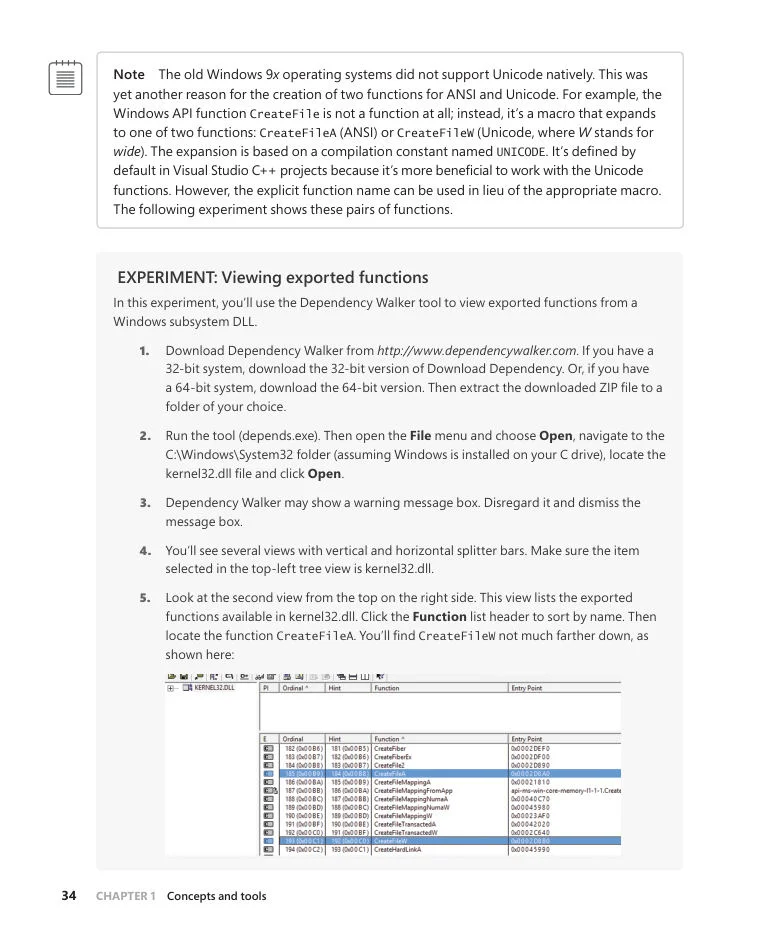 Note The old Windows 9x operating systems did not support Unicode natively. This was
yet another reason for the creation of two functions for ANSI and Unicode. For example, the
Windows API function CreateFile is not a function at all; instead, it’s a macro that expands
to one of two functions: CreateFileA (ANSI) or CreateFileW (Unicode, where W stands for
wide). The expansion is based on a compilation constant named UNICODE. It’s defined by
default in Visual Studio C++ projects because it’s more beneficial to work with the Unicode
functions. However, the explicit function name can be used in lieu of the appropriate macro.
The following experiment shows these pairs of functions.
EXPERIMENT: Viewing exported functions
In this experiment, you’ll use the Dependency Walker tool to view exported functions from a
Windows subsystem DLL.
1. Download Dependency Walker from http://www.dependencywalker.com. If you have a
32-bit system, download the 32-bit version of Download Dependency. Or, if you have
a 64-bit system, download the 64-bit version. Then extract the downloaded ZIP file to a
folder of your choice.
2. Run the tool (depends.exe). Then open the File menu and choose Open, navigate to the
C:\Windows\System32 folder (assuming Windows is installed on your C drive), locate the
kernel32.dll file and click Open.
3. Dependency Walker may show a warning message box. Disregard it and dismiss the
message box.
4. You’ll see several views with vertical and horizontal splitter bars. Make sure the item
selected in the top-left tree view is kernel32.dll.
5. Look at the second view from the top on the right side. This view lists the exported
functions available in kernel32.dll. Click the Function list header to sort by name. Then
locate the function CreateFileA. You’ll find CreateFileW not much farther down, as
shown here:
KERNEL32.DLL PI Ordinal ^ Hint Function Entry Point
E Ordinal Hint Function ^ Entry Point
182 (0x00B6) 181 (0x00B5) CreateFiber 0x0002DEF0
183 (0x00B7) 182 (0x00B6) CreateFiberEx 0x0002DF00
184 (0x00B8) 183 (0x00B7) CreateFile2 0x0002D890
185 (0x00B9) 184 (0x00B8) CreateFileA 0x0002D8A0
186 (0x00BA) 185 (0x00B9) CreateFileMappingA 0x00021810
187 (0x00BB) 186 (0x00BA) CreateFileMappingFromApp api-ms-win-core-memory-l1-1-1.Create
188 (0x00BC) 187 (0x00BB) CreateFileMappingNumaA 0x00040C70
189 (0x00BD) 188 (0x00BC) CreateFileMappingNumaW 0x00045980
190 (0x00BE) 189 (0x00BD) CreateFileMappingW 0x00023AF0
191 (0x00BF) 190 (0x00BE) CreateFileTransactedA 0x00042020
192 (0x00C0) 191 (0x00BF) CreateFileTransactedW 0x0002C640
193 (0x00C1) 192 (0x00C0) CreateFileW
194 (0x00C2) 193 (0x00C1) CreateHardLinkA 0x00045990
34 CHAPTER 1 Concepts and tools